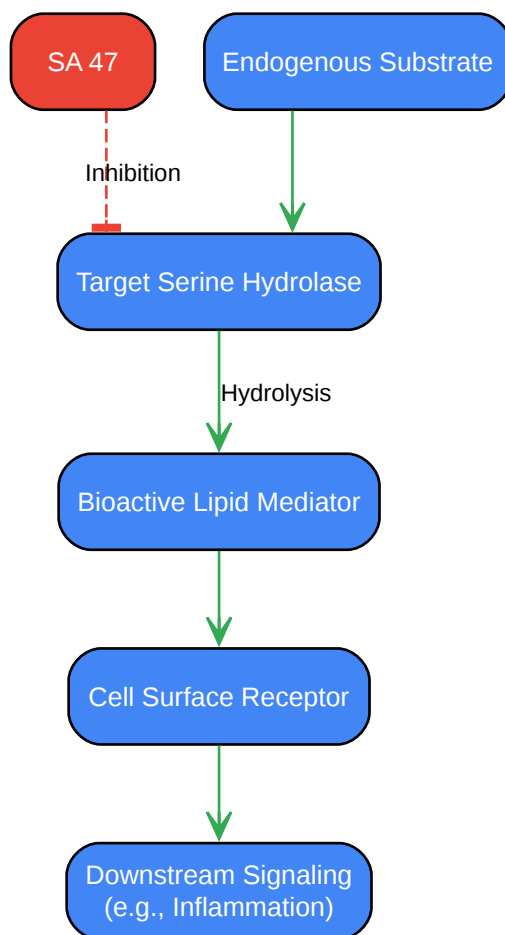 SA 47
Endogenous Substrate
Inhibition
Target Serine Hydrolase
Hydrolysis
Bioactive Lipid Mediator
Cell Surface Receptor
Downstream Signaling
(e.g., Inflammation)